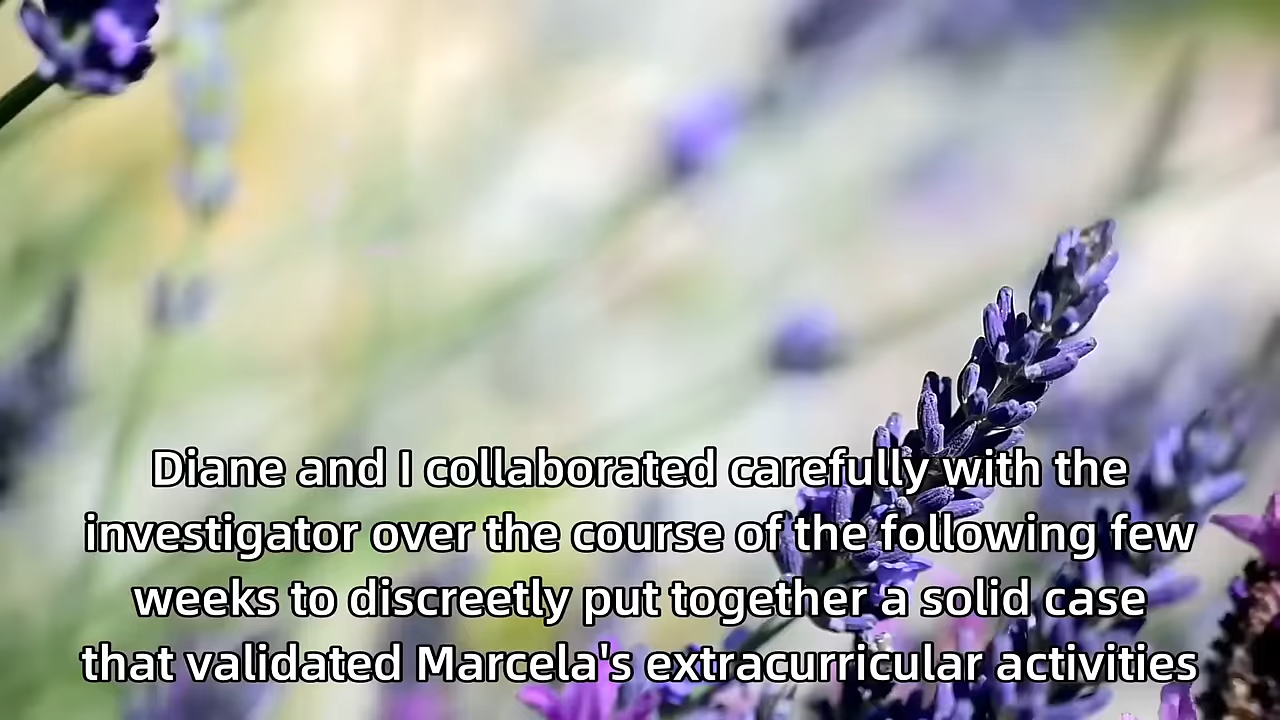 Diane and I collaborated carefully with the
investigator over the course of the following few
weeks to discreetly put together a solid case
that validated Marcela's extracurricular activities